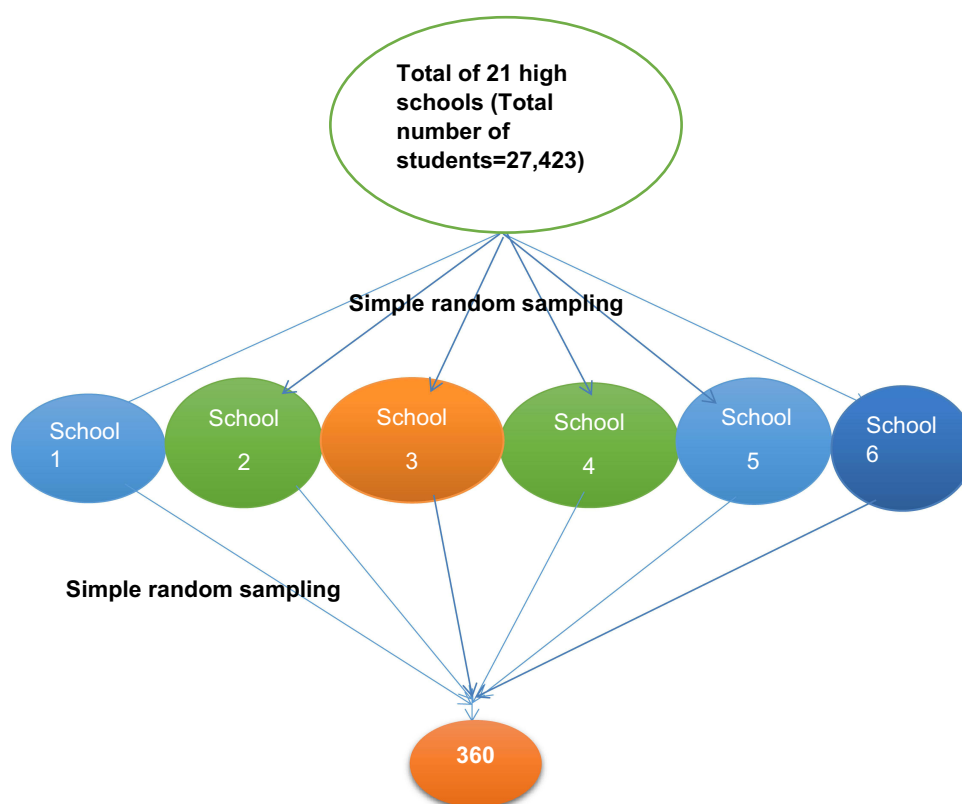 Total of 21 high
schools (Total
number of
students=27,423)
Simple random sampling
School
1
School
2
School
3
School
4
School
5
School
6
Simple random sampling
360